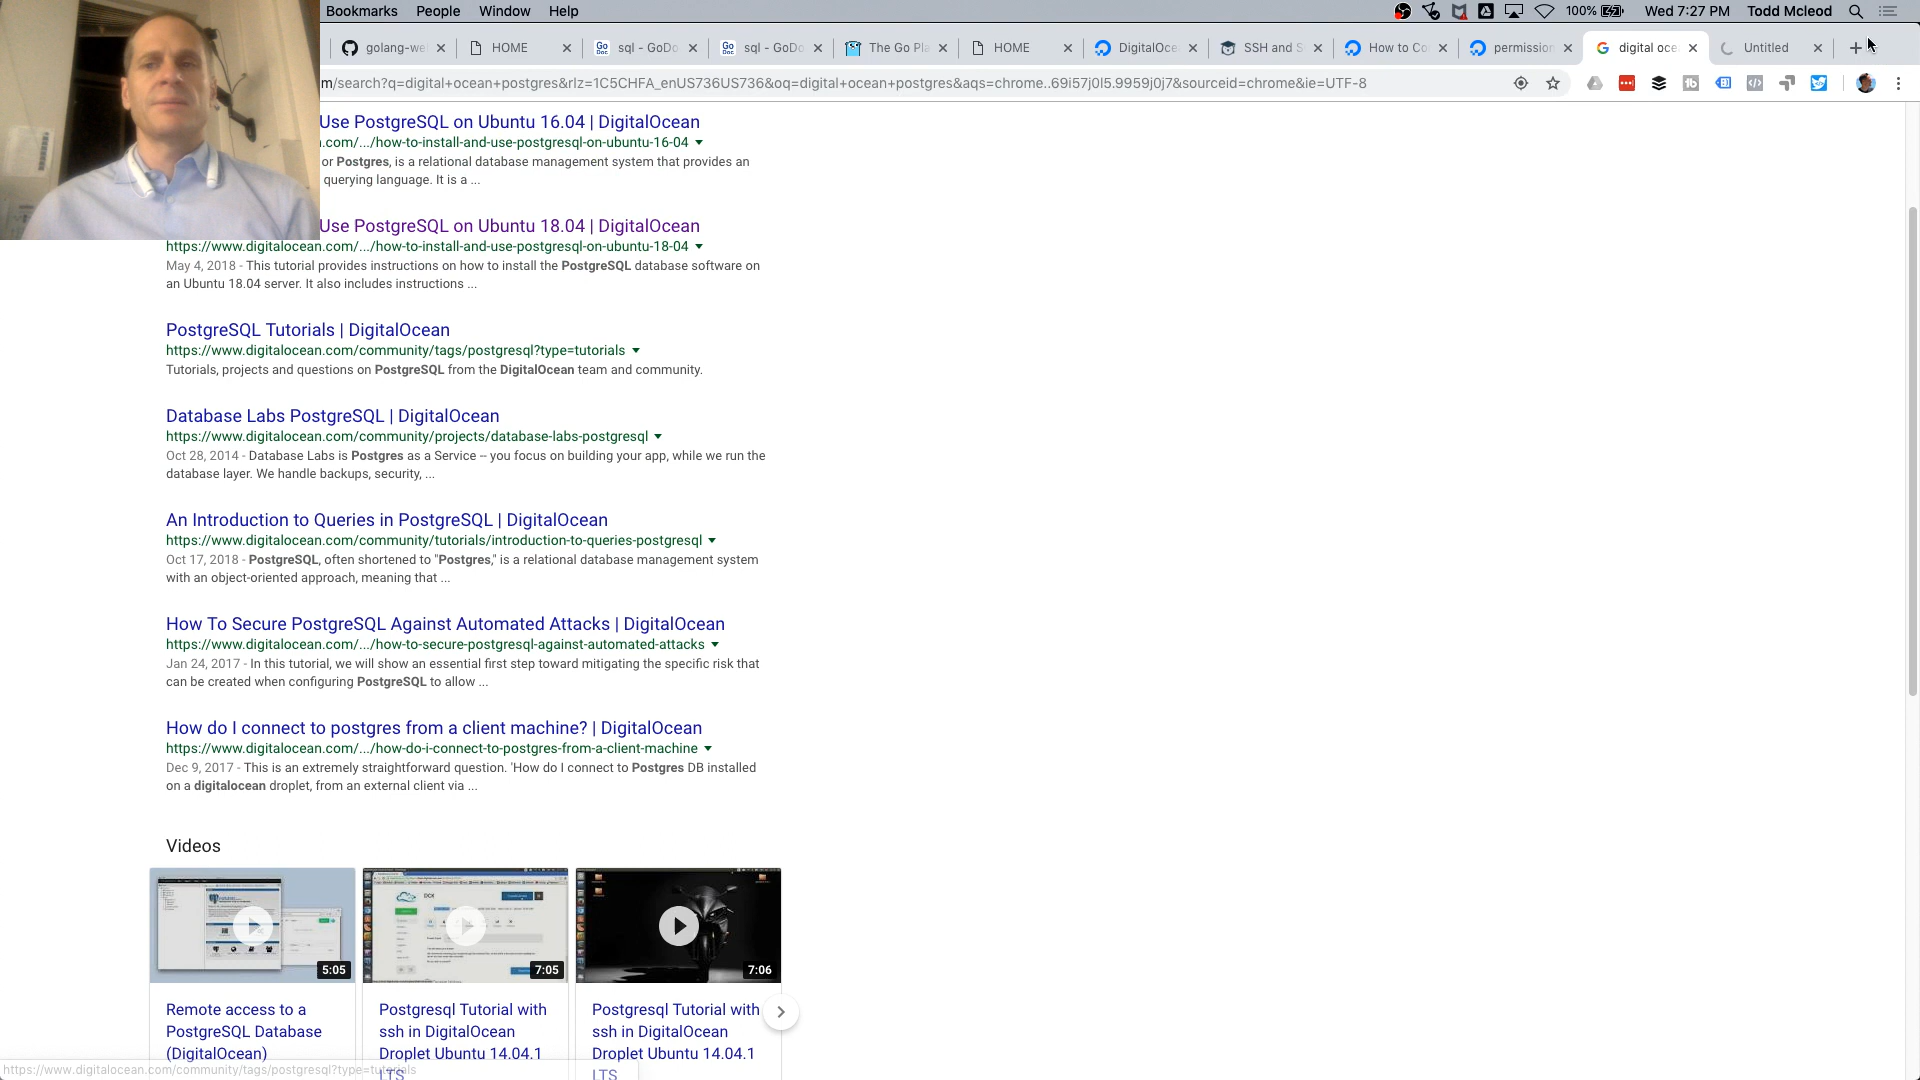 Bookmarks People Window Help 100% Wed 7:27 PM Todd Mcleod
golang-we HOME sql - GoDo sql - GoDo The Go Pla HOME DigitalOce SSH and S How to Co permission digital oce Untitled
m/search?q=digital+ocean+postgres&rlz=1C5CHFA_enUS736US736&oq=digital+ocean+postgres&aqs=chrome..69i57j0l5.9959j0j7&sourceid=chrome&ie=UTF-8
Use PostgreSQL on Ubuntu 16.04 | DigitalOcean
.com/.../how-to-install-and-use-postgresql-on-ubuntu-16-04
or Postgres, is a relational database management system that provides an
querying language. It is a ...
Use PostgreSQL on Ubuntu 18.04 | DigitalOcean
https://www.digitalocean.com/.../how-to-install-and-use-postgresql-on-ubuntu-18-04
May 4, 2018 - This tutorial provides instructions on how to install the PostgreSQL database software on
an Ubuntu 18.04 server. It also includes instructions ...
PostgreSQL Tutorials | DigitalOcean
https://www.digitalocean.com/community/tags/postgresql?type=tutorials
Tutorials, projects and questions on PostgreSQL from the DigitalOcean team and community.
Database Labs PostgreSQL | DigitalOcean
https://www.digitalocean.com/community/projects/database-labs-postgresql
Oct 28, 2014 - Database Labs is Postgres as a Service -- you focus on building your app, while we run the
database layer. We handle backups, security, ...
An Introduction to Queries in PostgreSQL | DigitalOcean
https://www.digitalocean.com/community/tutorials/introduction-to-queries-postgresql
Oct 17, 2018 - PostgreSQL, often shortened to "Postgres," is a relational database management system
with an object-oriented approach, meaning that ...
How To Secure PostgreSQL Against Automated Attacks | DigitalOcean
https://www.digitalocean.com/.../how-to-secure-postgresql-against-automated-attacks
Jan 24, 2017 - In this tutorial, we will show an essential first step toward mitigating the specific risk that
can be created when configuring PostgreSQL to allow ...
How do I connect to postgres from a client machine? | DigitalOcean
https://www.digitalocean.com/.../how-do-i-connect-to-postgres-from-a-client-machine
Dec 9, 2017 - This is an extremely straightforward question. 'How do I connect to Postgres DB installed
on a digitalocean droplet, from an external client via ...
Videos
5:05 7:05 7:06
Remote access to a
PostgreSQL Database
(DigitalOcean)
Postgresql Tutorial with
ssh in DigitalOcean
Droplet Ubuntu 14.04.1
LTS
Postgresql Tutorial with
ssh in DigitalOcean
Droplet Ubuntu 14.04.1
LTS
https://www.digitalocean.com/community/tags/postgresql?type=tutorials